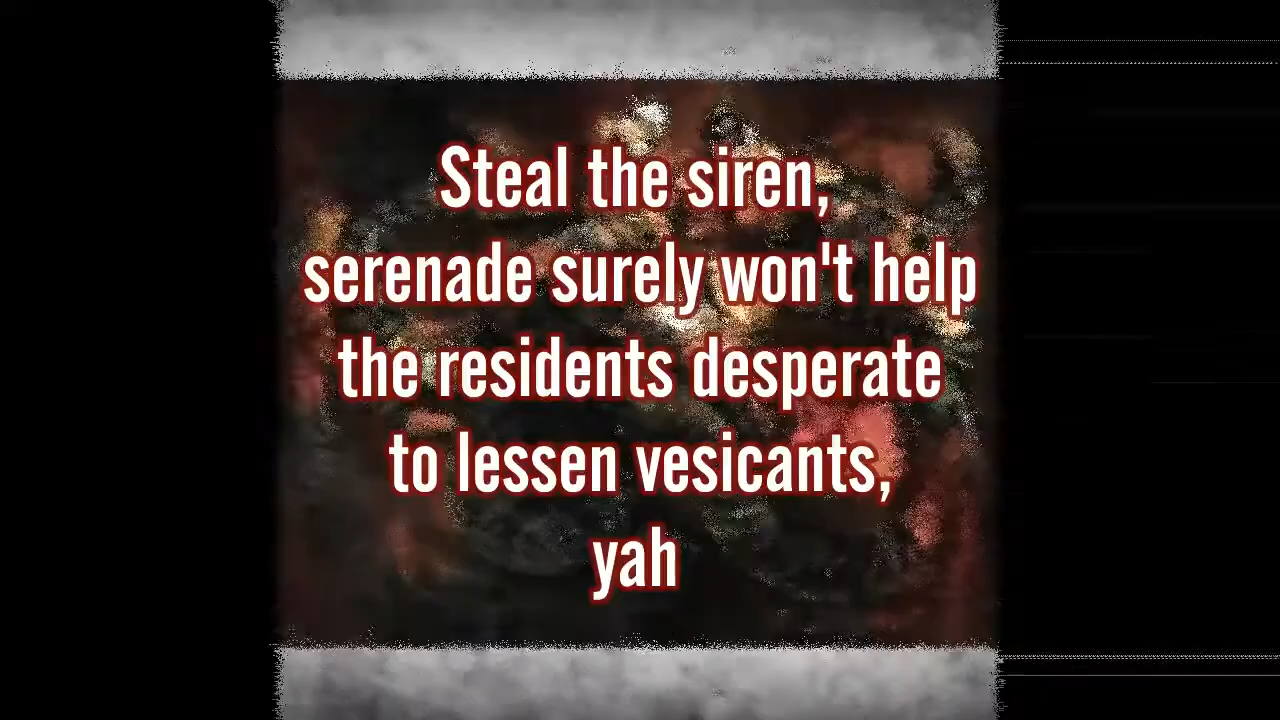 Steal the siren,
serenade surely won't help
the residents desperate
to lessen vesicants,
yah